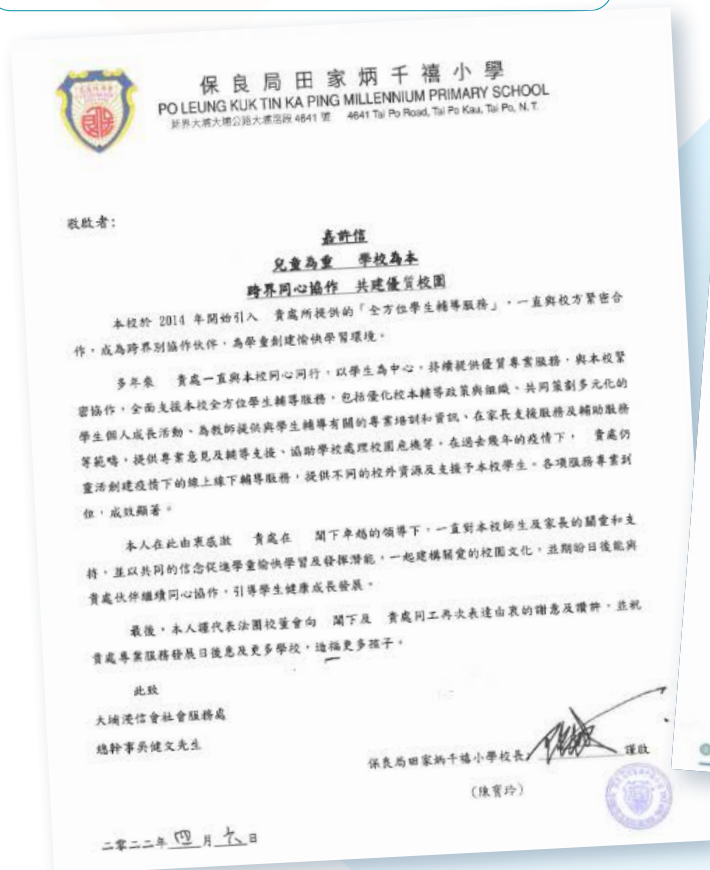 保良局田家炳千禧小學
PO LEUNG KUK TIN KA PING MILLENNIUM PRIMARY SCHOOL
新界大埔大埔公路大埔滘段 4641 號 4641 Tai Po Road, Tai Po Kau, Tai Po, N.T.
敬啟者：
嘉許信
兒童為重 學校為本
跨界同心協作 共建優質校園
本校於 2014 年開始引入 貴處所提供的「全方位學生輔導服務」，一直與校方緊密合
作，成為跨界別協作伙伴，為學童創建愉快學習環境。
多年來 貴處一直與本校同心同行，以學生為中心，持續提供優質專業服務，與本校緊
密協作，全面支援本校全方位學生輔導服務，包括優化校本輔導政策與組織、共同策劃多元化的
學生個人成長活動、為教師提供與學生輔導有關的專業培訓和資訊、在家長支援服務及輔助服務
等範疇，提供專業意見及輔導支援、協助學校處理校園危機等。在過去幾年的疫情下， 貴處仍
靈活創建疫情下的線上線下輔導服務，提供不同的校外資源及支援予本校學生。各項服務專業到
位，成效顯著。
本人在此由衷感激 貴處在 閣下卓越的領導下，一直對本校師生及家長的關愛和支
持，並以共同的信念促進學童愉快學習及發揮潛能，一起建構關愛的校園文化，並期盼日後能與
貴處伙伴繼續同心協作，引導學生健康成長發展。
最後，本人謹代表法團校董會向 閣下及 貴處同工再次表達由衷的謝意及讚許，並祝
貴處專業服務發展日後惠及更多學校，造福更多孩子。
此致
大埔浸信會社會服務處
總幹事吳健文先生
保良局田家炳千禧小學校長 謹啟
（陳寶玲）
二零二二年 四 月 六 日